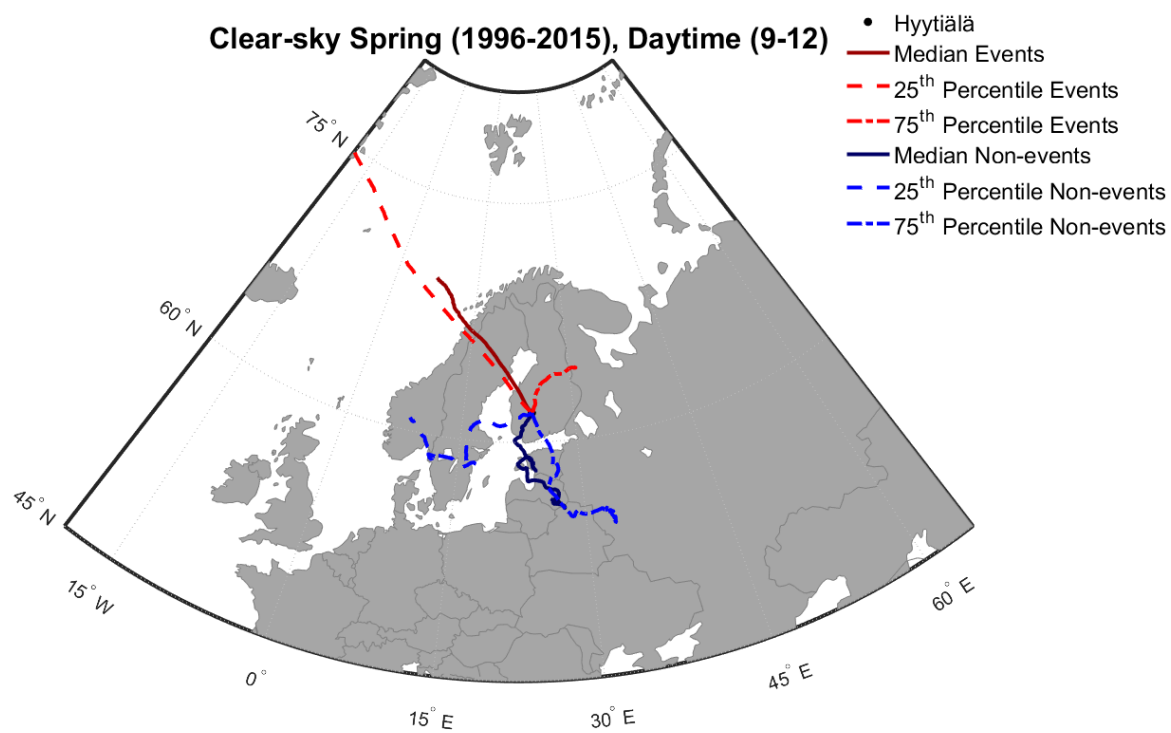 Clear-sky Spring (1996-2015), Daytime (9-12)
Hyytiälä
Median Events
25th Percentile Events
75th Percentile Events
Median Non-events
25th Percentile Non-events
75th Percentile Non-events
75° N
60° N
45° N
15° W
0°
15° E
30° E
45° E
60° E